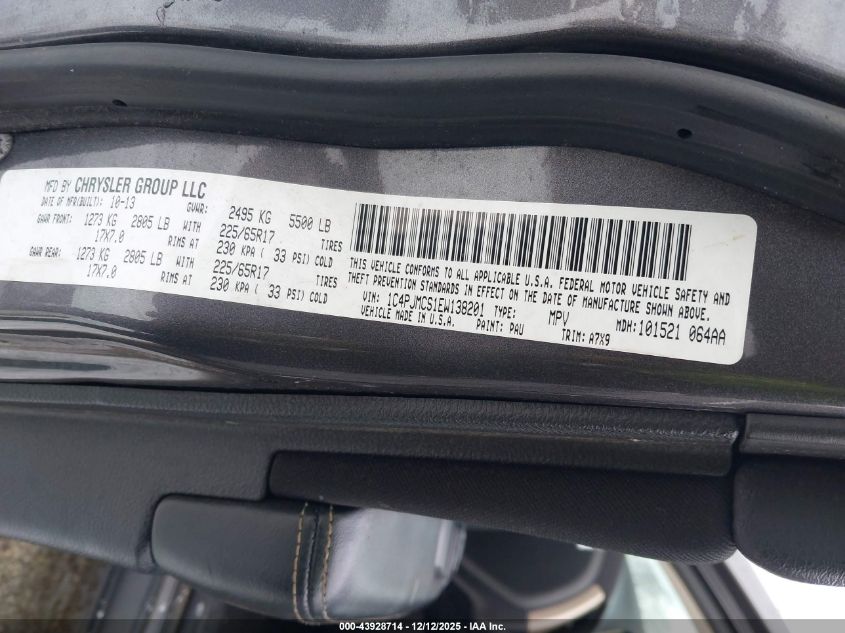 MFD BY CHRYSLER GROUP LLC
DATE OF MFR(BUILT): 10-13 GVWR: 2495 KG 5500 LB
GAWR FRONT: 1273 KG 2805 LB WITH 225/65R17 TIRES
17X7.0 RIMS AT 230 KPA ( 33 PSI) COLD
GAWR REAR: 1273 KG 2805 LB WITH 225/65R17 TIRES
17X7.0 RIMS AT 230 KPA ( 33 PSI) COLD
THIS VEHICLE CONFORMS TO ALL APPLICABLE U.S.A. FEDERAL MOTOR VEHICLE SAFETY AND
THEFT PREVENTION STANDARDS IN EFFECT ON THE DATE OF MANUFACTURE SHOWN ABOVE.
VIN: 1C4PJMCS1EW138201 TYPE: MPV MDH: 101521 064AA
VEHICLE MADE IN U.S.A. PAINT: PAU TRIM: A7X9
000-43928714 - 12/12/2025 - IAA Inc.